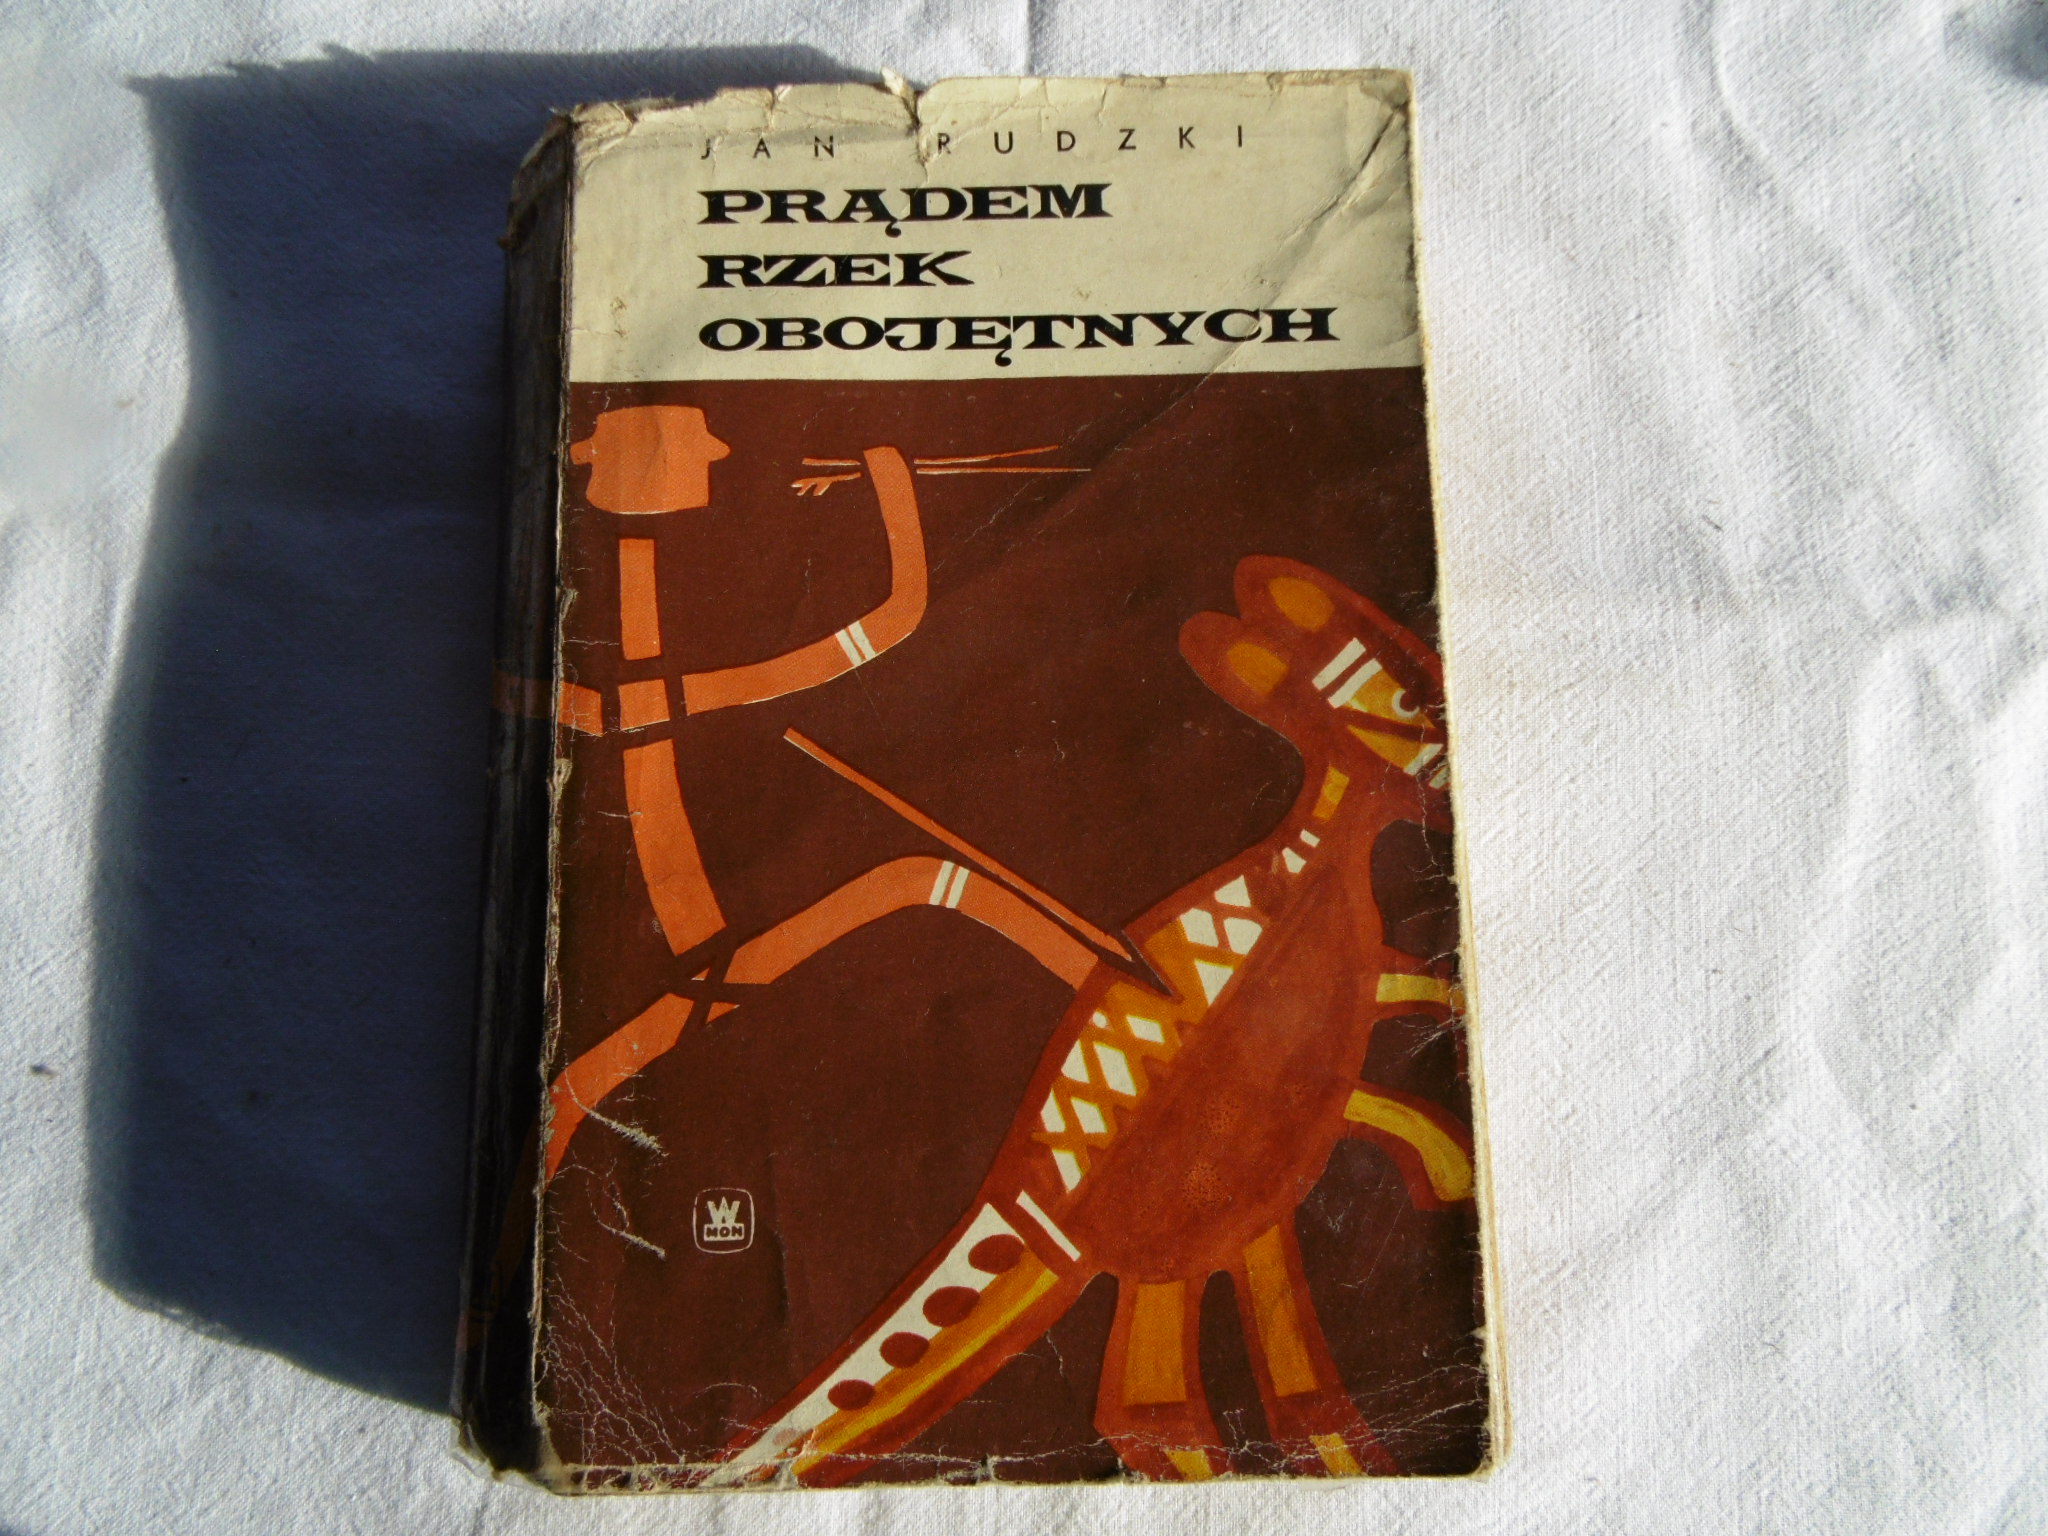 JAN RUDZKI
PRĄDEM
RZEK
OBOJĘTNYCH
W
MON